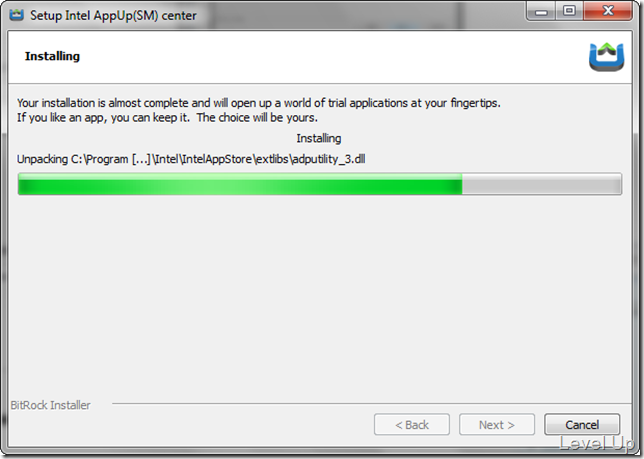 Setup Intel AppUp(SM) center
Installing
Your installation is almost complete and will open up a world of trial applications at your fingertips.
If you like an app, you can keep it.  The choice will be yours.
Installing
Unpacking C:\Program [...]\Intel\IntelAppStore\extlibs\adputility_3.dll
BitRock Installer
< Back
Next >
Cancel
Level Up